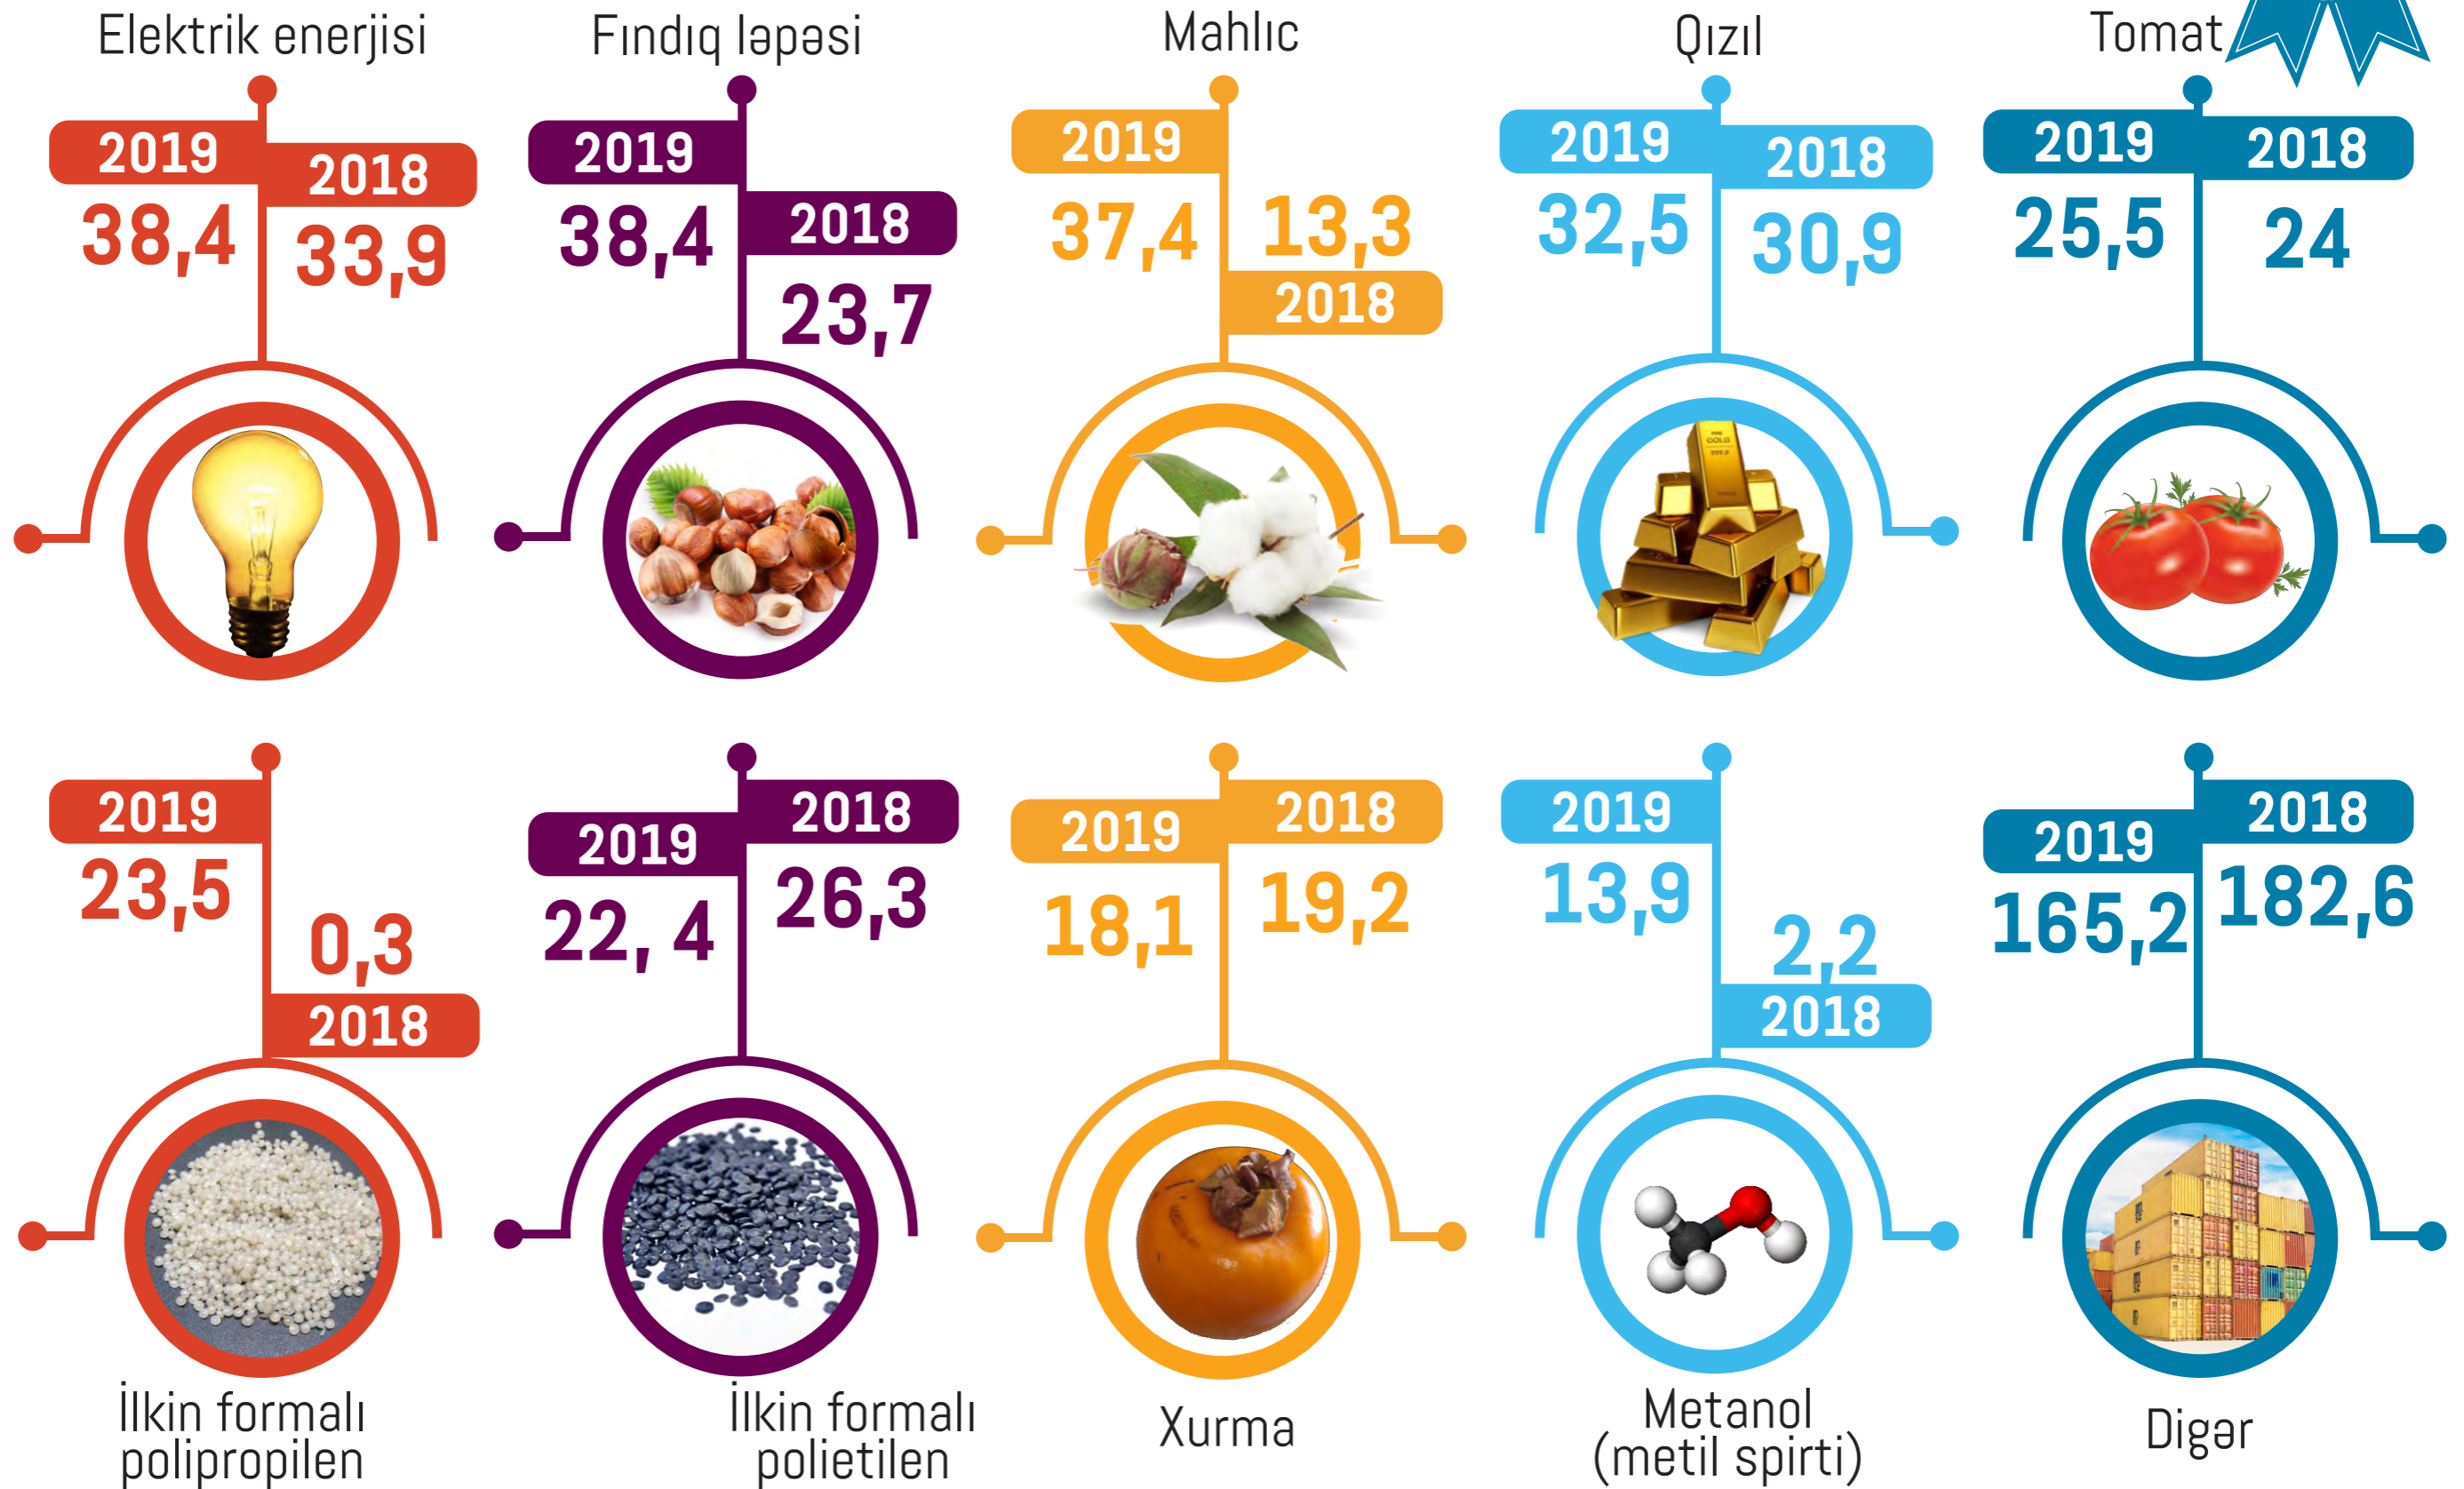 Elektrik enerjisi
2019
2018
38,4
33,9
Fındıq ləpəsi
2019
2018
38,4
23,7
Mahlıc
2019
37,4
13,3
2018
Qızıl
2019
2018
32,5
30,9
GOLD
999.9
Tomat
2019
2018
25,5
24
2019
23,5
0,3
2018
İlkin formalı
polipropilen
2018
2019
26,3
22, 4
İlkin formalı
polietilen
2018
2019
19,2
18,1
Xurma
2019
13,9
2,2
2018
Metanol
(metil spirti)
2018
2019
182,6
165,2
Digər